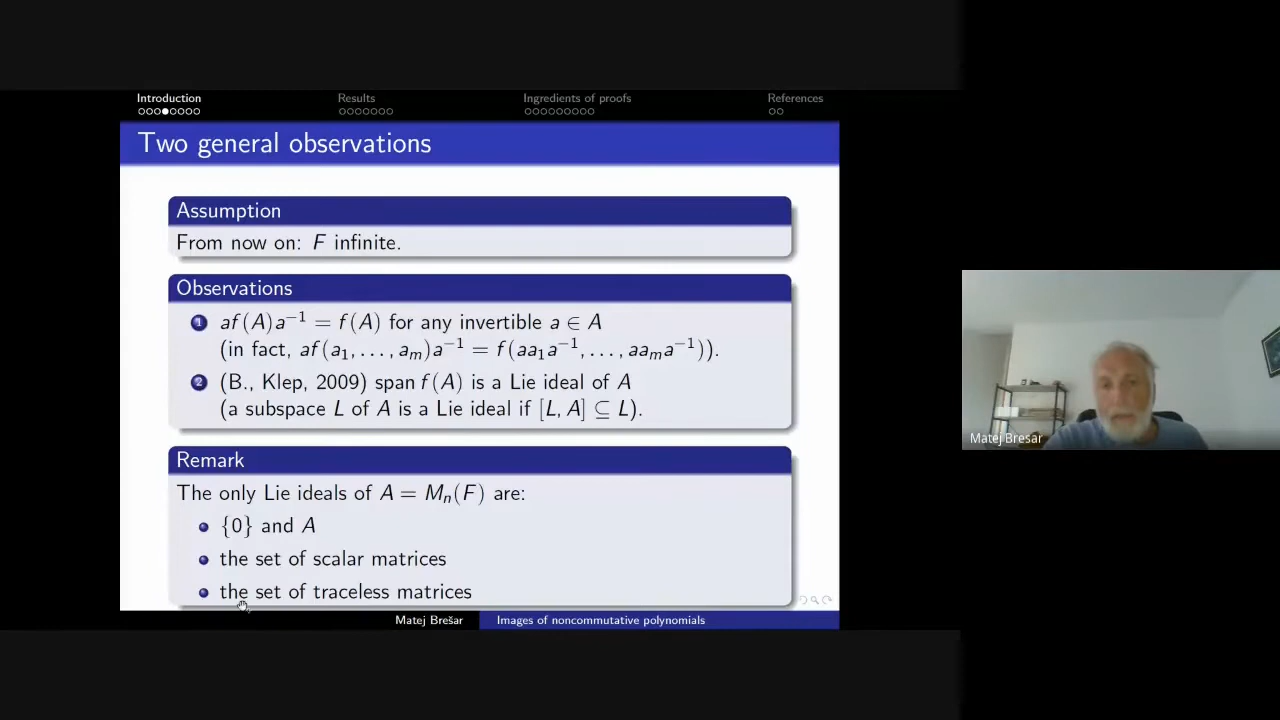 Introduction
Results
Ingredients of proofs
References
Two general observations
Assumption
From now on: F infinite.
Observations
1 af(A)a⁻¹ = f(A) for any invertible a ∈ A
(in fact, af(a₁, . . . , aₘ)a⁻¹ = f(aa₁a⁻¹, . . . , aaₘa⁻¹)).
2 (B., Klep, 2009) span f(A) is a Lie ideal of A
(a subspace L of A is a Lie ideal if [L, A] ⊆ L).
Remark
The only Lie ideals of A = Mₙ(F) are:
{0} and A
the set of scalar matrices
the set of traceless matrices
Matej Brešar
Images of noncommutative polynomials
Matej Bresar